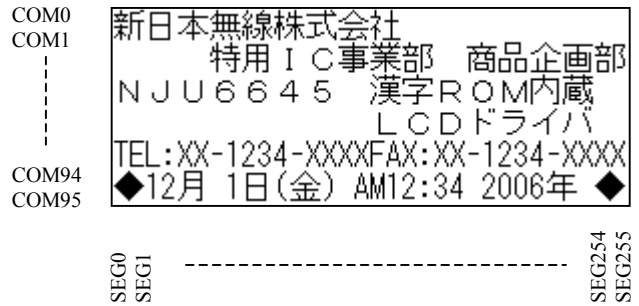 COM0
COM1
COM94
COM95
新日本無線株式会社
特用ＩＣ事業部　商品企画部
ＮＪＵ６６４５　漢字ＲＯＭ内蔵
ＬＣＤドライバ
TEL:XX-1234-XXXXFAX:XX-1234-XXXX
◆12月 1日(金) AM12:34 2006年 ◆
SEG0
SEG1
SEG254
SEG255